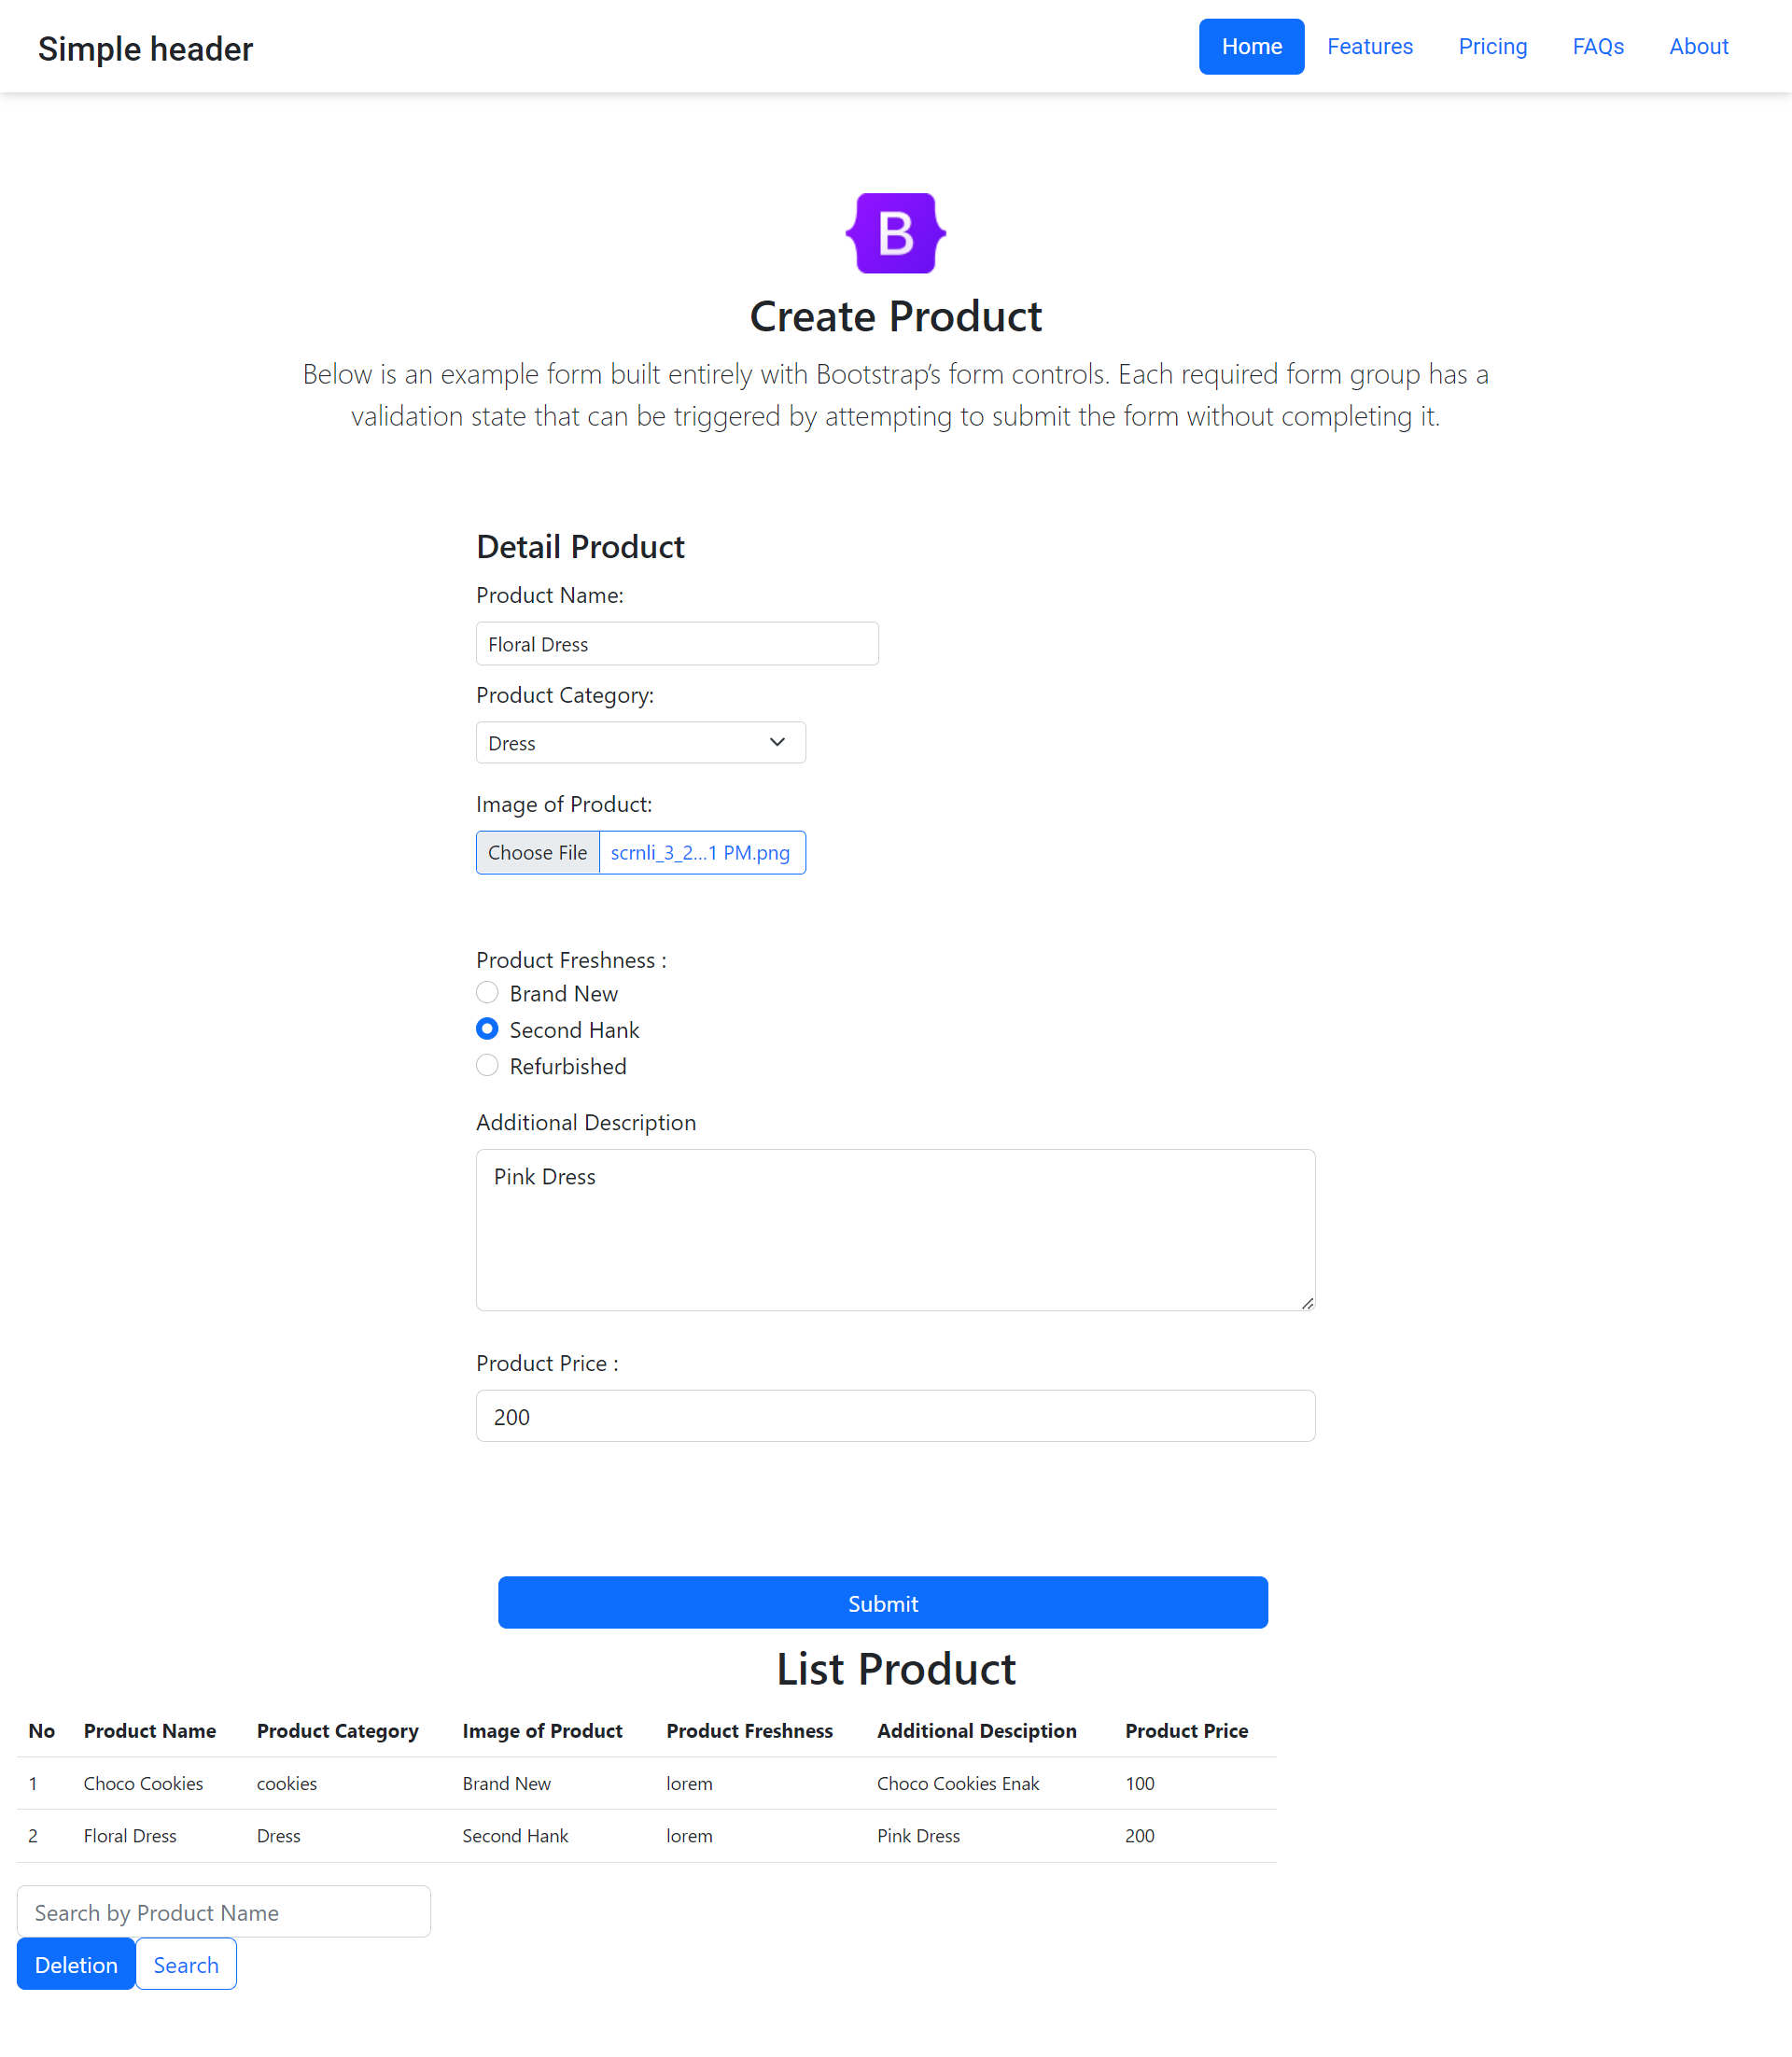 Simple header
Home Features Pricing FAQs About
B
Create Product
Below is an example form built entirely with Bootstrap’s form controls. Each required form group has a
validation state that can be triggered by attempting to submit the form without completing it.
Detail Product
Product Name:
Floral Dress
Product Category:
Dress
Image of Product:
Choose File scrnli_3_2...1 PM.png
Product Freshness :
Brand New
Second Hank
Refurbished
Additional Description
Pink Dress
Product Price :
200
Submit
List Product
No Product Name Product Category Image of Product Product Freshness Additional Desciption Product Price
1 Choco Cookies cookies Brand New lorem Choco Cookies Enak 100
2 Floral Dress Dress Second Hank lorem Pink Dress 200
Search by Product Name
Deletion Search